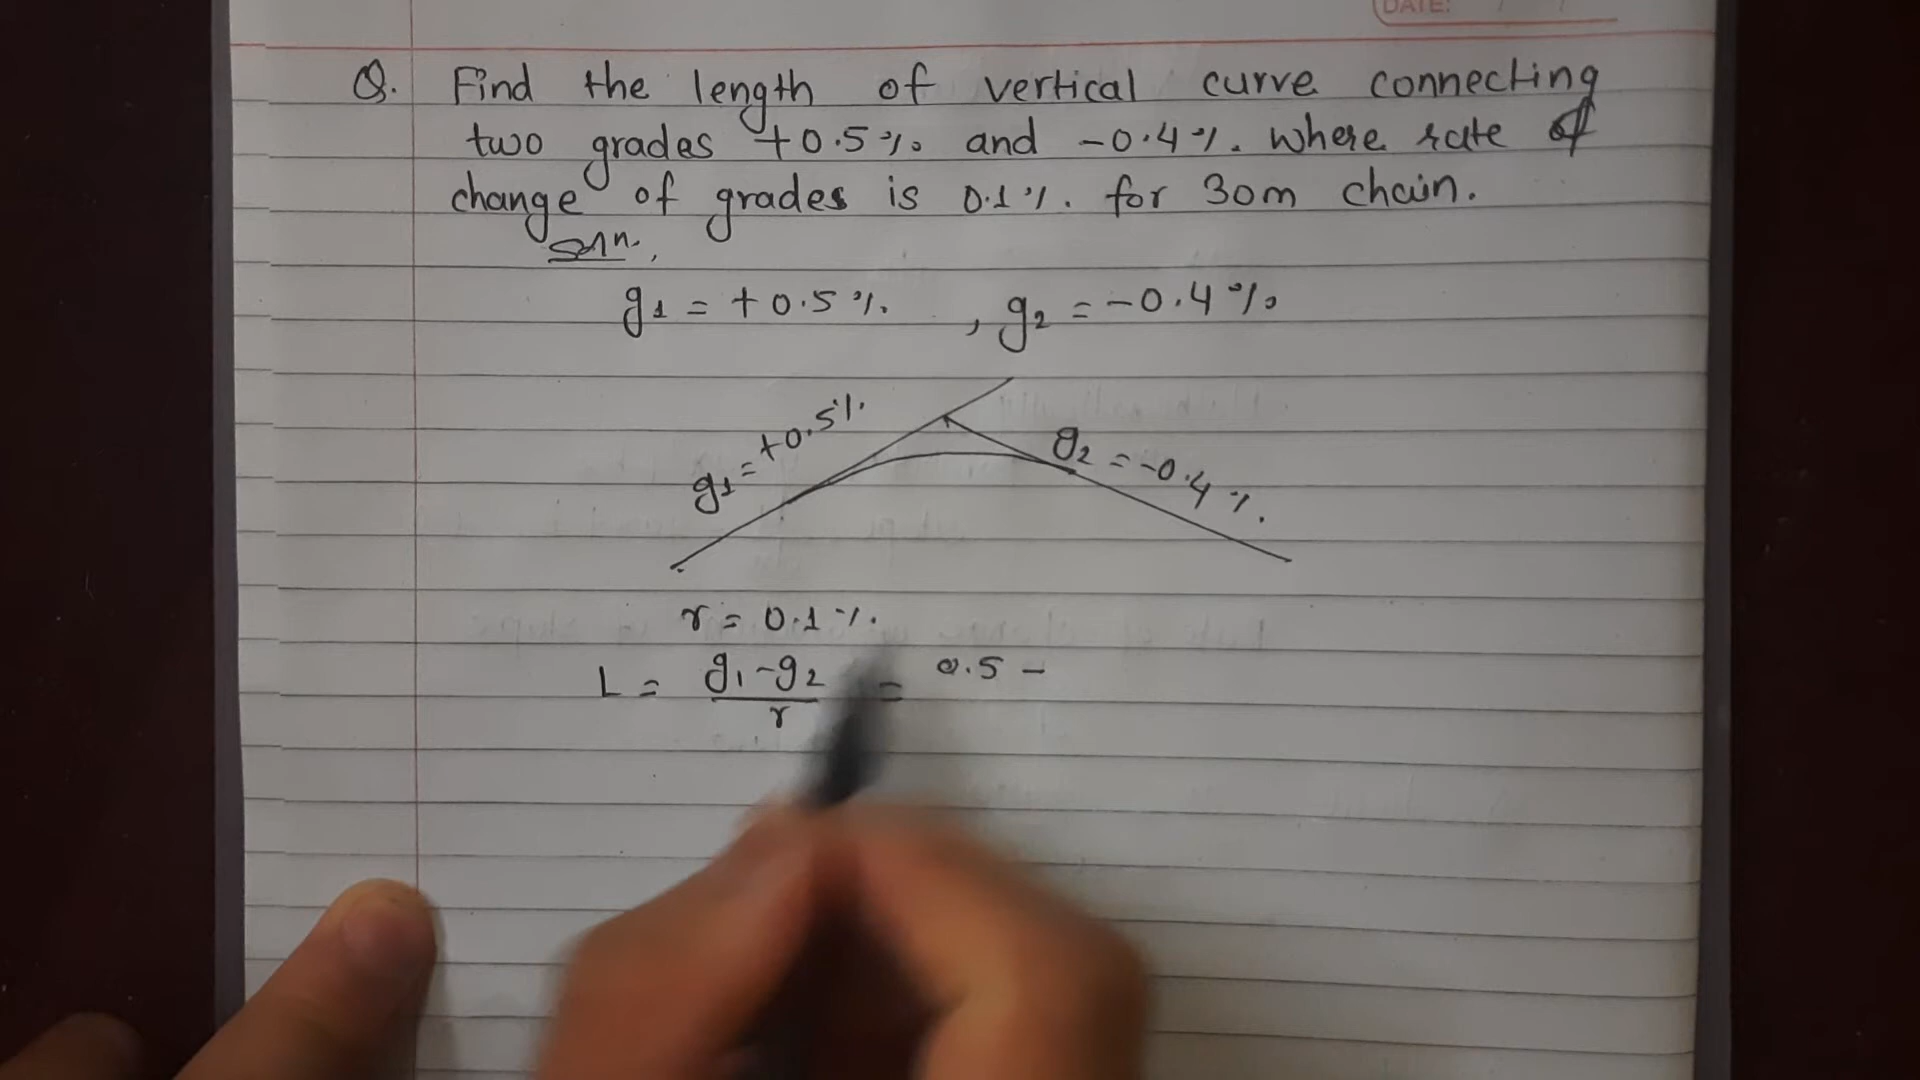 DATE:
Q. Find the length of vertical curve connecting
two grades +0.5% and -0.4%. where rate of
change of grades is 0.1%. for 30m chain.
Solⁿ.,
g₁ = +0.5%. , g₂ = -0.4%
g₁ = +0.5%.
g₂ = -0.4%.
r = 0.1%.
L = g₁-g₂ / r = 0.5 -